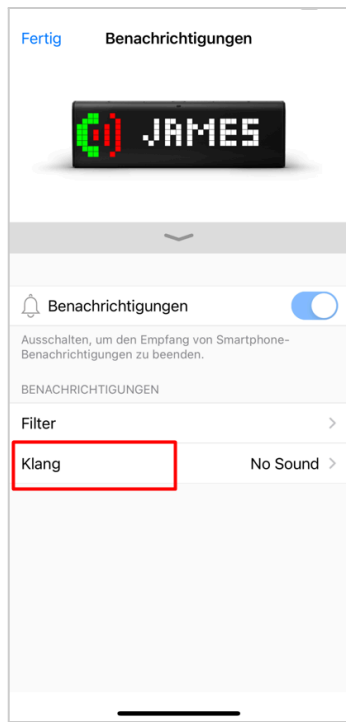 Fertig Benachrichtigungen
JAMES
Benachrichtigungen
Ausschalten, um den Empfang von Smartphone-
Benachrichtigungen zu beenden.
BENACHRICHTIGUNGEN
Filter
Klang No Sound